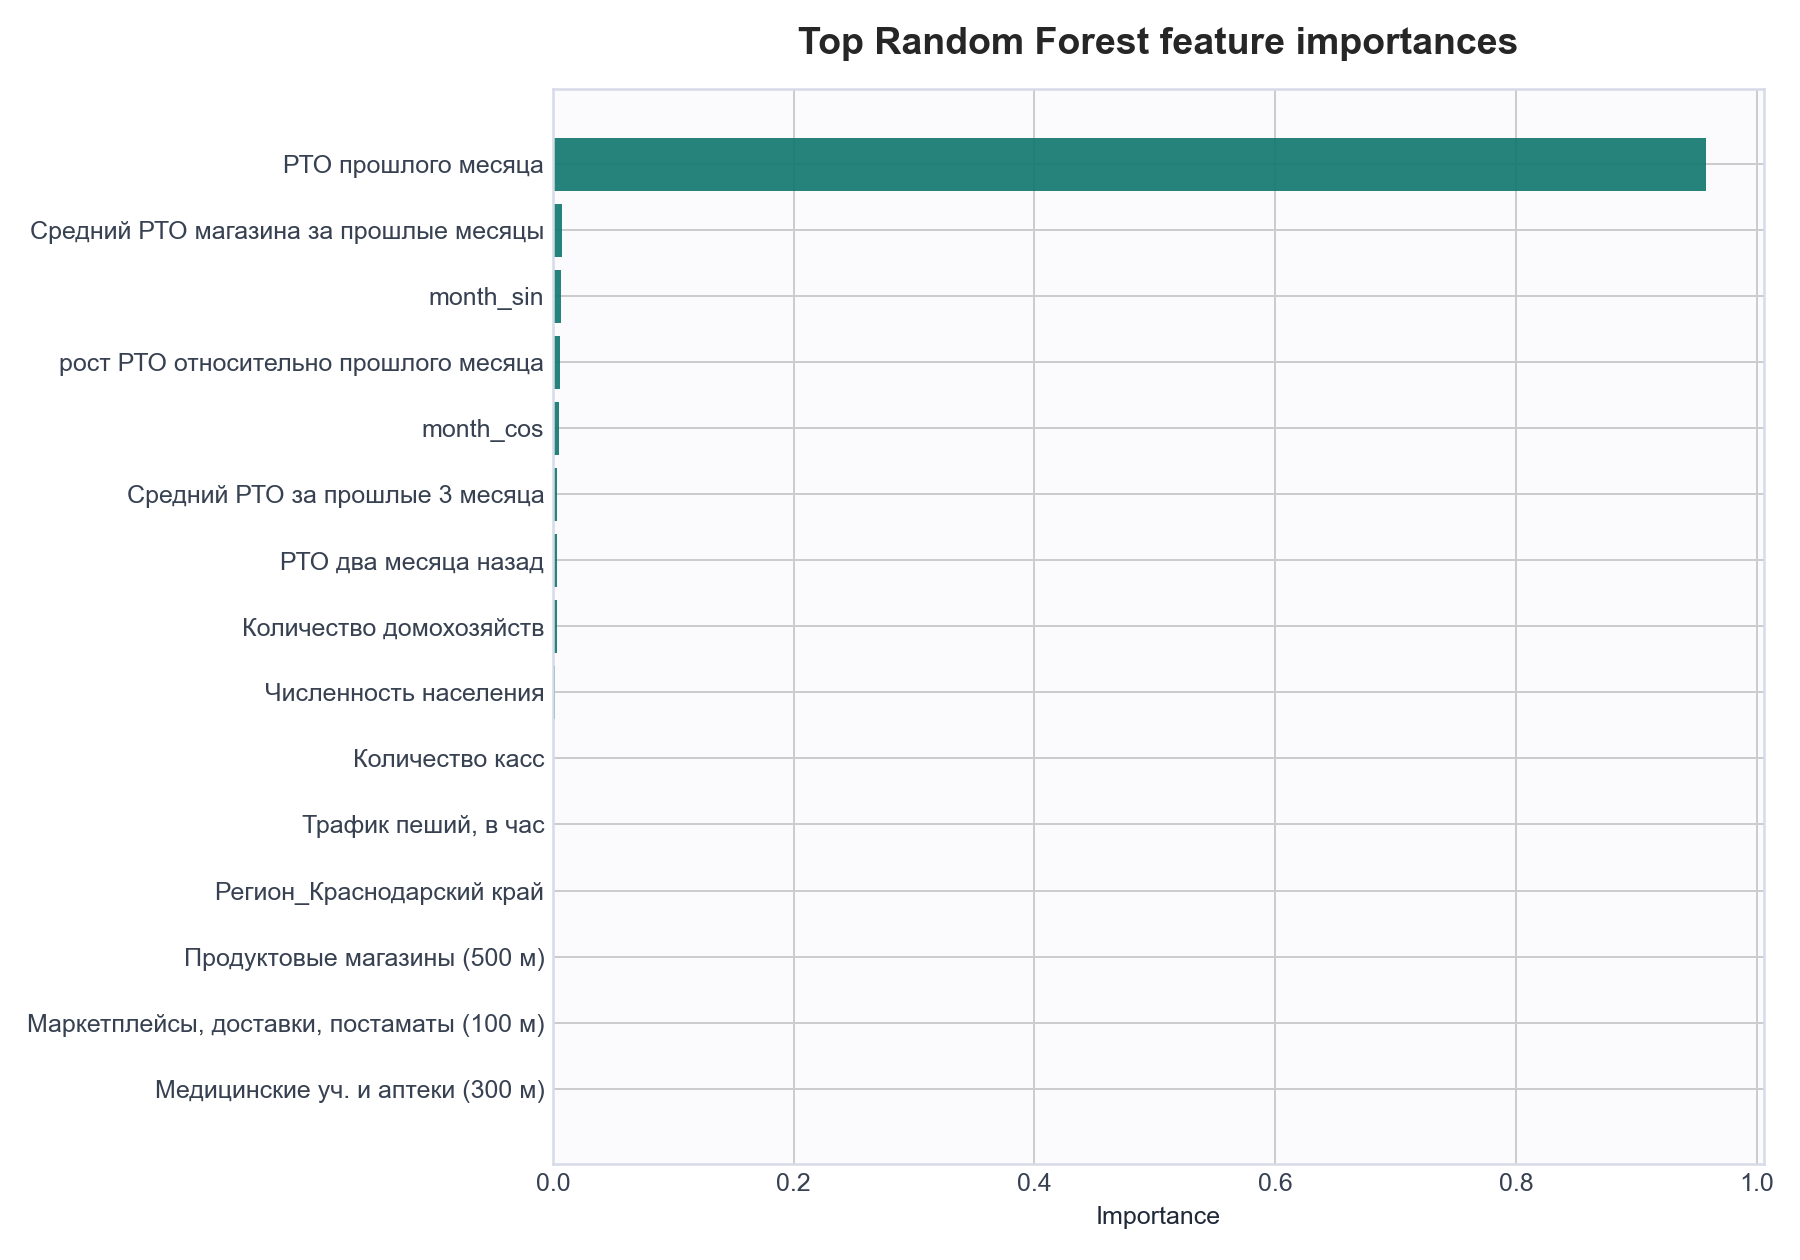 Top Random Forest feature importances
РТО прошлого месяца
Средний РТО магазина за прошлые месяцы
month_sin
рост РТО относительно прошлого месяца
month_cos
Средний РТО за прошлые 3 месяца
РТО два месяца назад
Количество домохозяйств
Численность населения
Количество касс
Трафик пеший, в час
Регион_Краснодарский край
Продуктовые магазины (500 м)
Маркетплейсы, доставки, постаматы (100 м)
Медицинские уч. и аптеки (300 м)
0.0 0.2 0.4 0.6 0.8 1.0
Importance